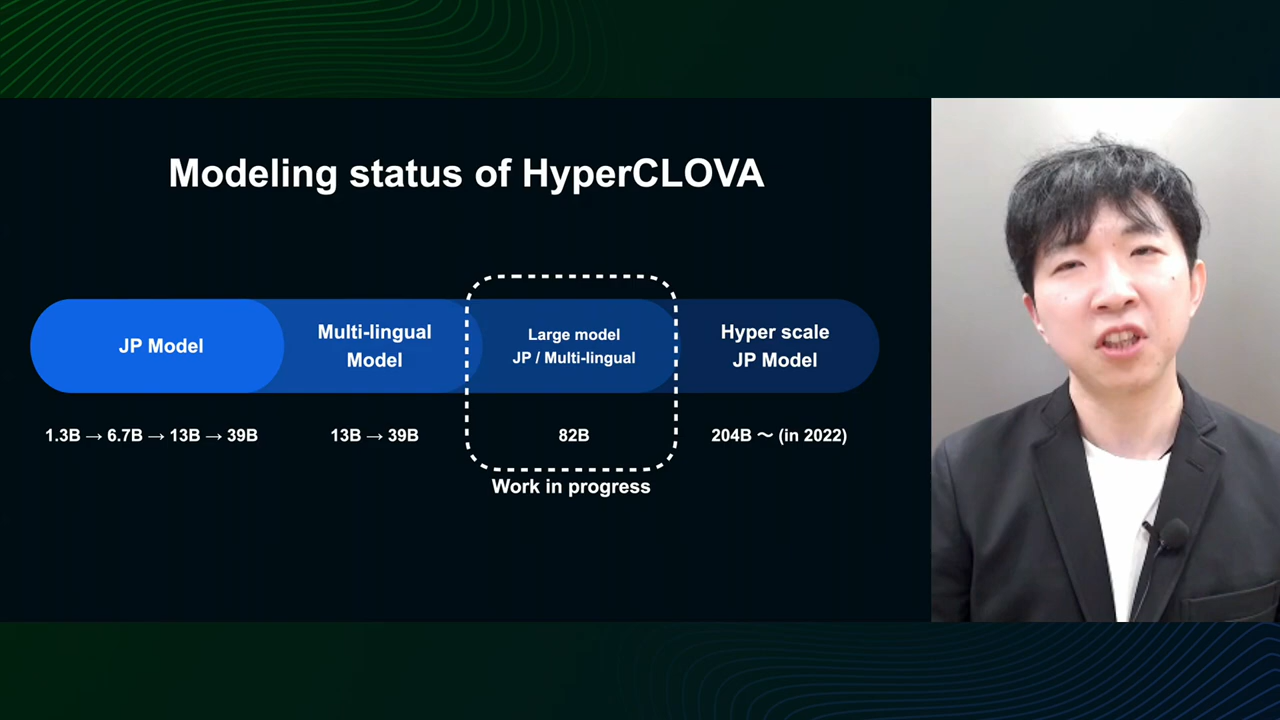 Modeling status of HyperCLOVA
JP Model
Multi-lingual
Model
Large model
JP / Multi-lingual
Hyper scale
JP Model
1.3B → 6.7B → 13B → 39B
13B → 39B
82B
204B 〜 (in 2022)
Work in progress